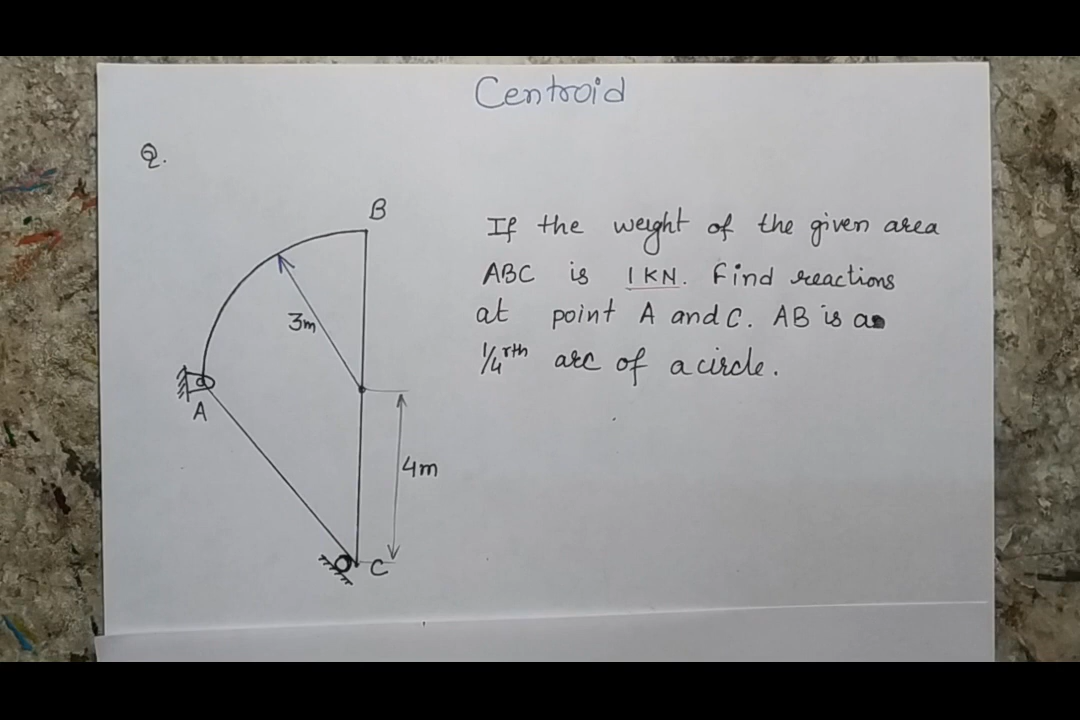 Centroid
Q.
B
If the weight of the given area
ABC is 1 KN. Find reactions
at point A and C. AB is a
1/4rth arc of a circle.
3m
A
4m
C